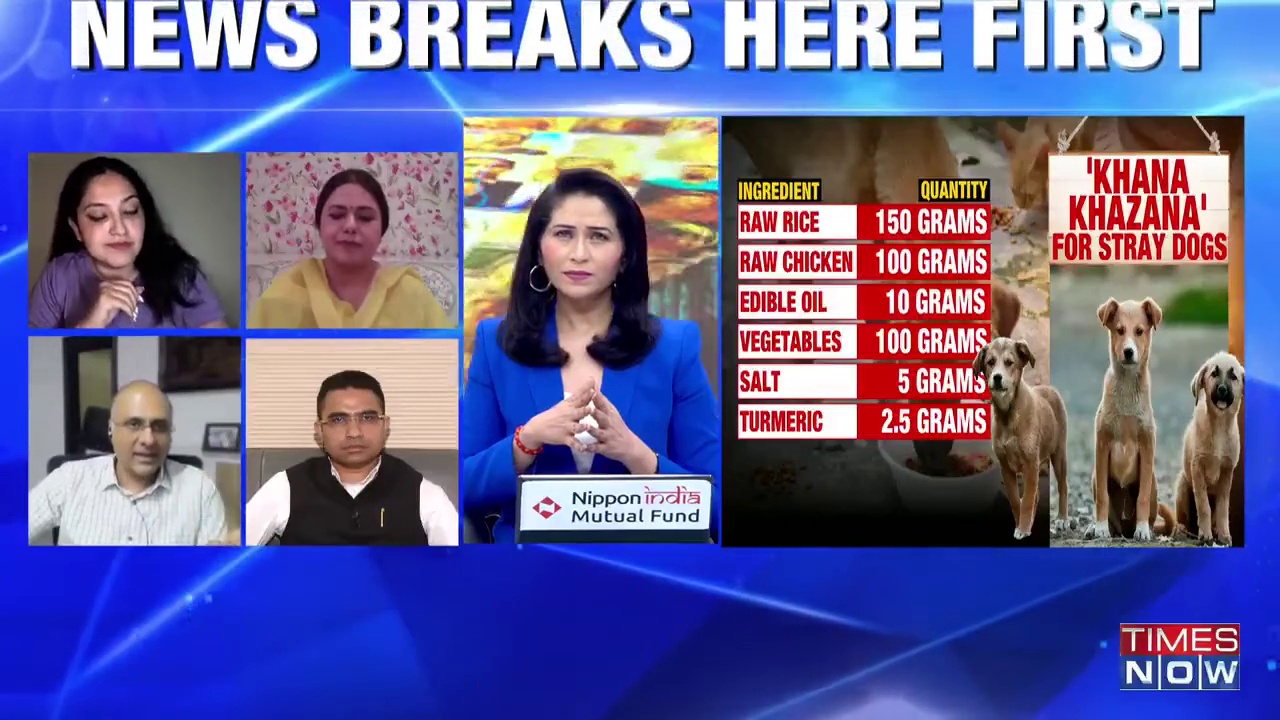 NEWS BREAKS HERE FIRST
INGREDIENT QUANTITY
RAW RICE 150 GRAMS
RAW CHICKEN 100 GRAMS
EDIBLE OIL 10 GRAMS
VEGETABLES 100 GRAMS
SALT 5 GRAMS
TURMERIC 2.5 GRAMS
'KHANA
KHAZANA'
FOR STRAY DOGS
Nippon india
Mutual Fund
TIMES
NOW